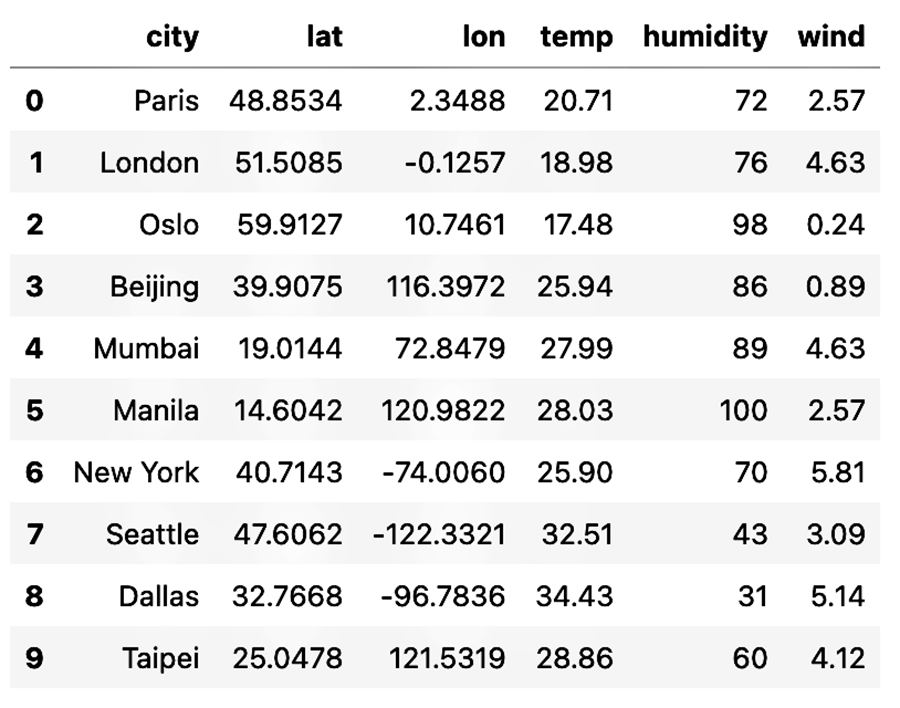 city lat lon temp humidity wind
0 Paris 48.8534 2.3488 20.71 72 2.57
1 London 51.5085 -0.1257 18.98 76 4.63
2 Oslo 59.9127 10.7461 17.48 98 0.24
3 Beijing 39.9075 116.3972 25.94 86 0.89
4 Mumbai 19.0144 72.8479 27.99 89 4.63
5 Manila 14.6042 120.9822 28.03 100 2.57
6 New York 40.7143 -74.0060 25.90 70 5.81
7 Seattle 47.6062 -122.3321 32.51 43 3.09
8 Dallas 32.7668 -96.7836 34.43 31 5.14
9 Taipei 25.0478 121.5319 28.86 60 4.12